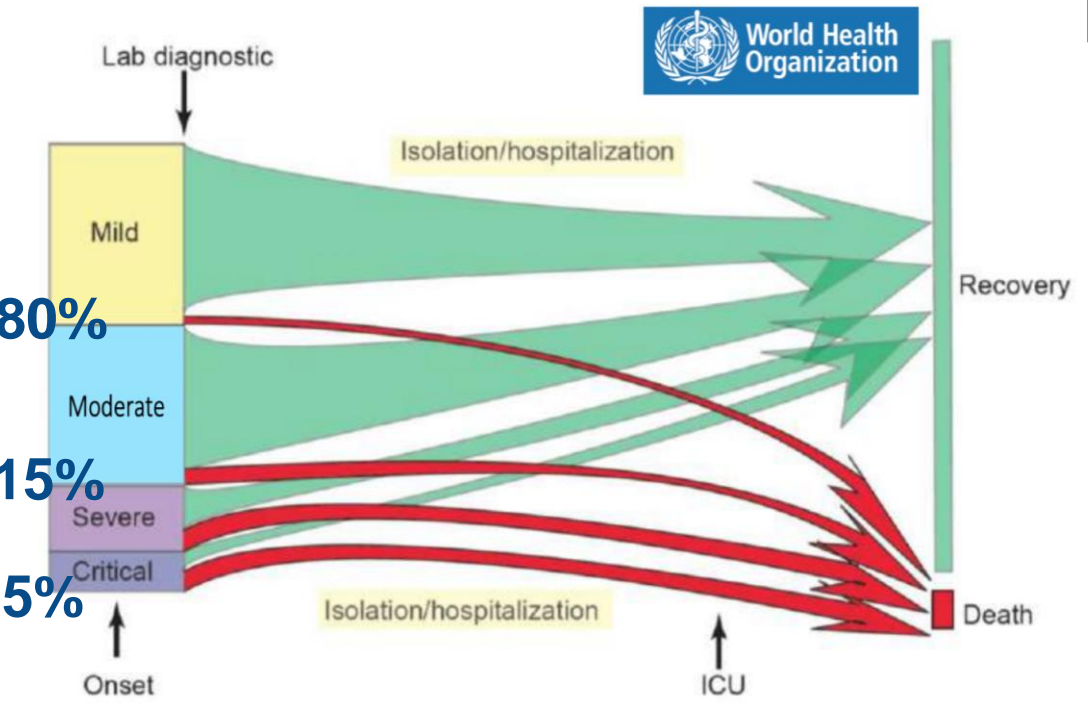 World Health
Organization
Lab diagnostic
Isolation/hospitalization
Mild
Recovery
80%
Moderate
15%
Severe
Critical
5%
Isolation/hospitalization
Death
Onset
ICU